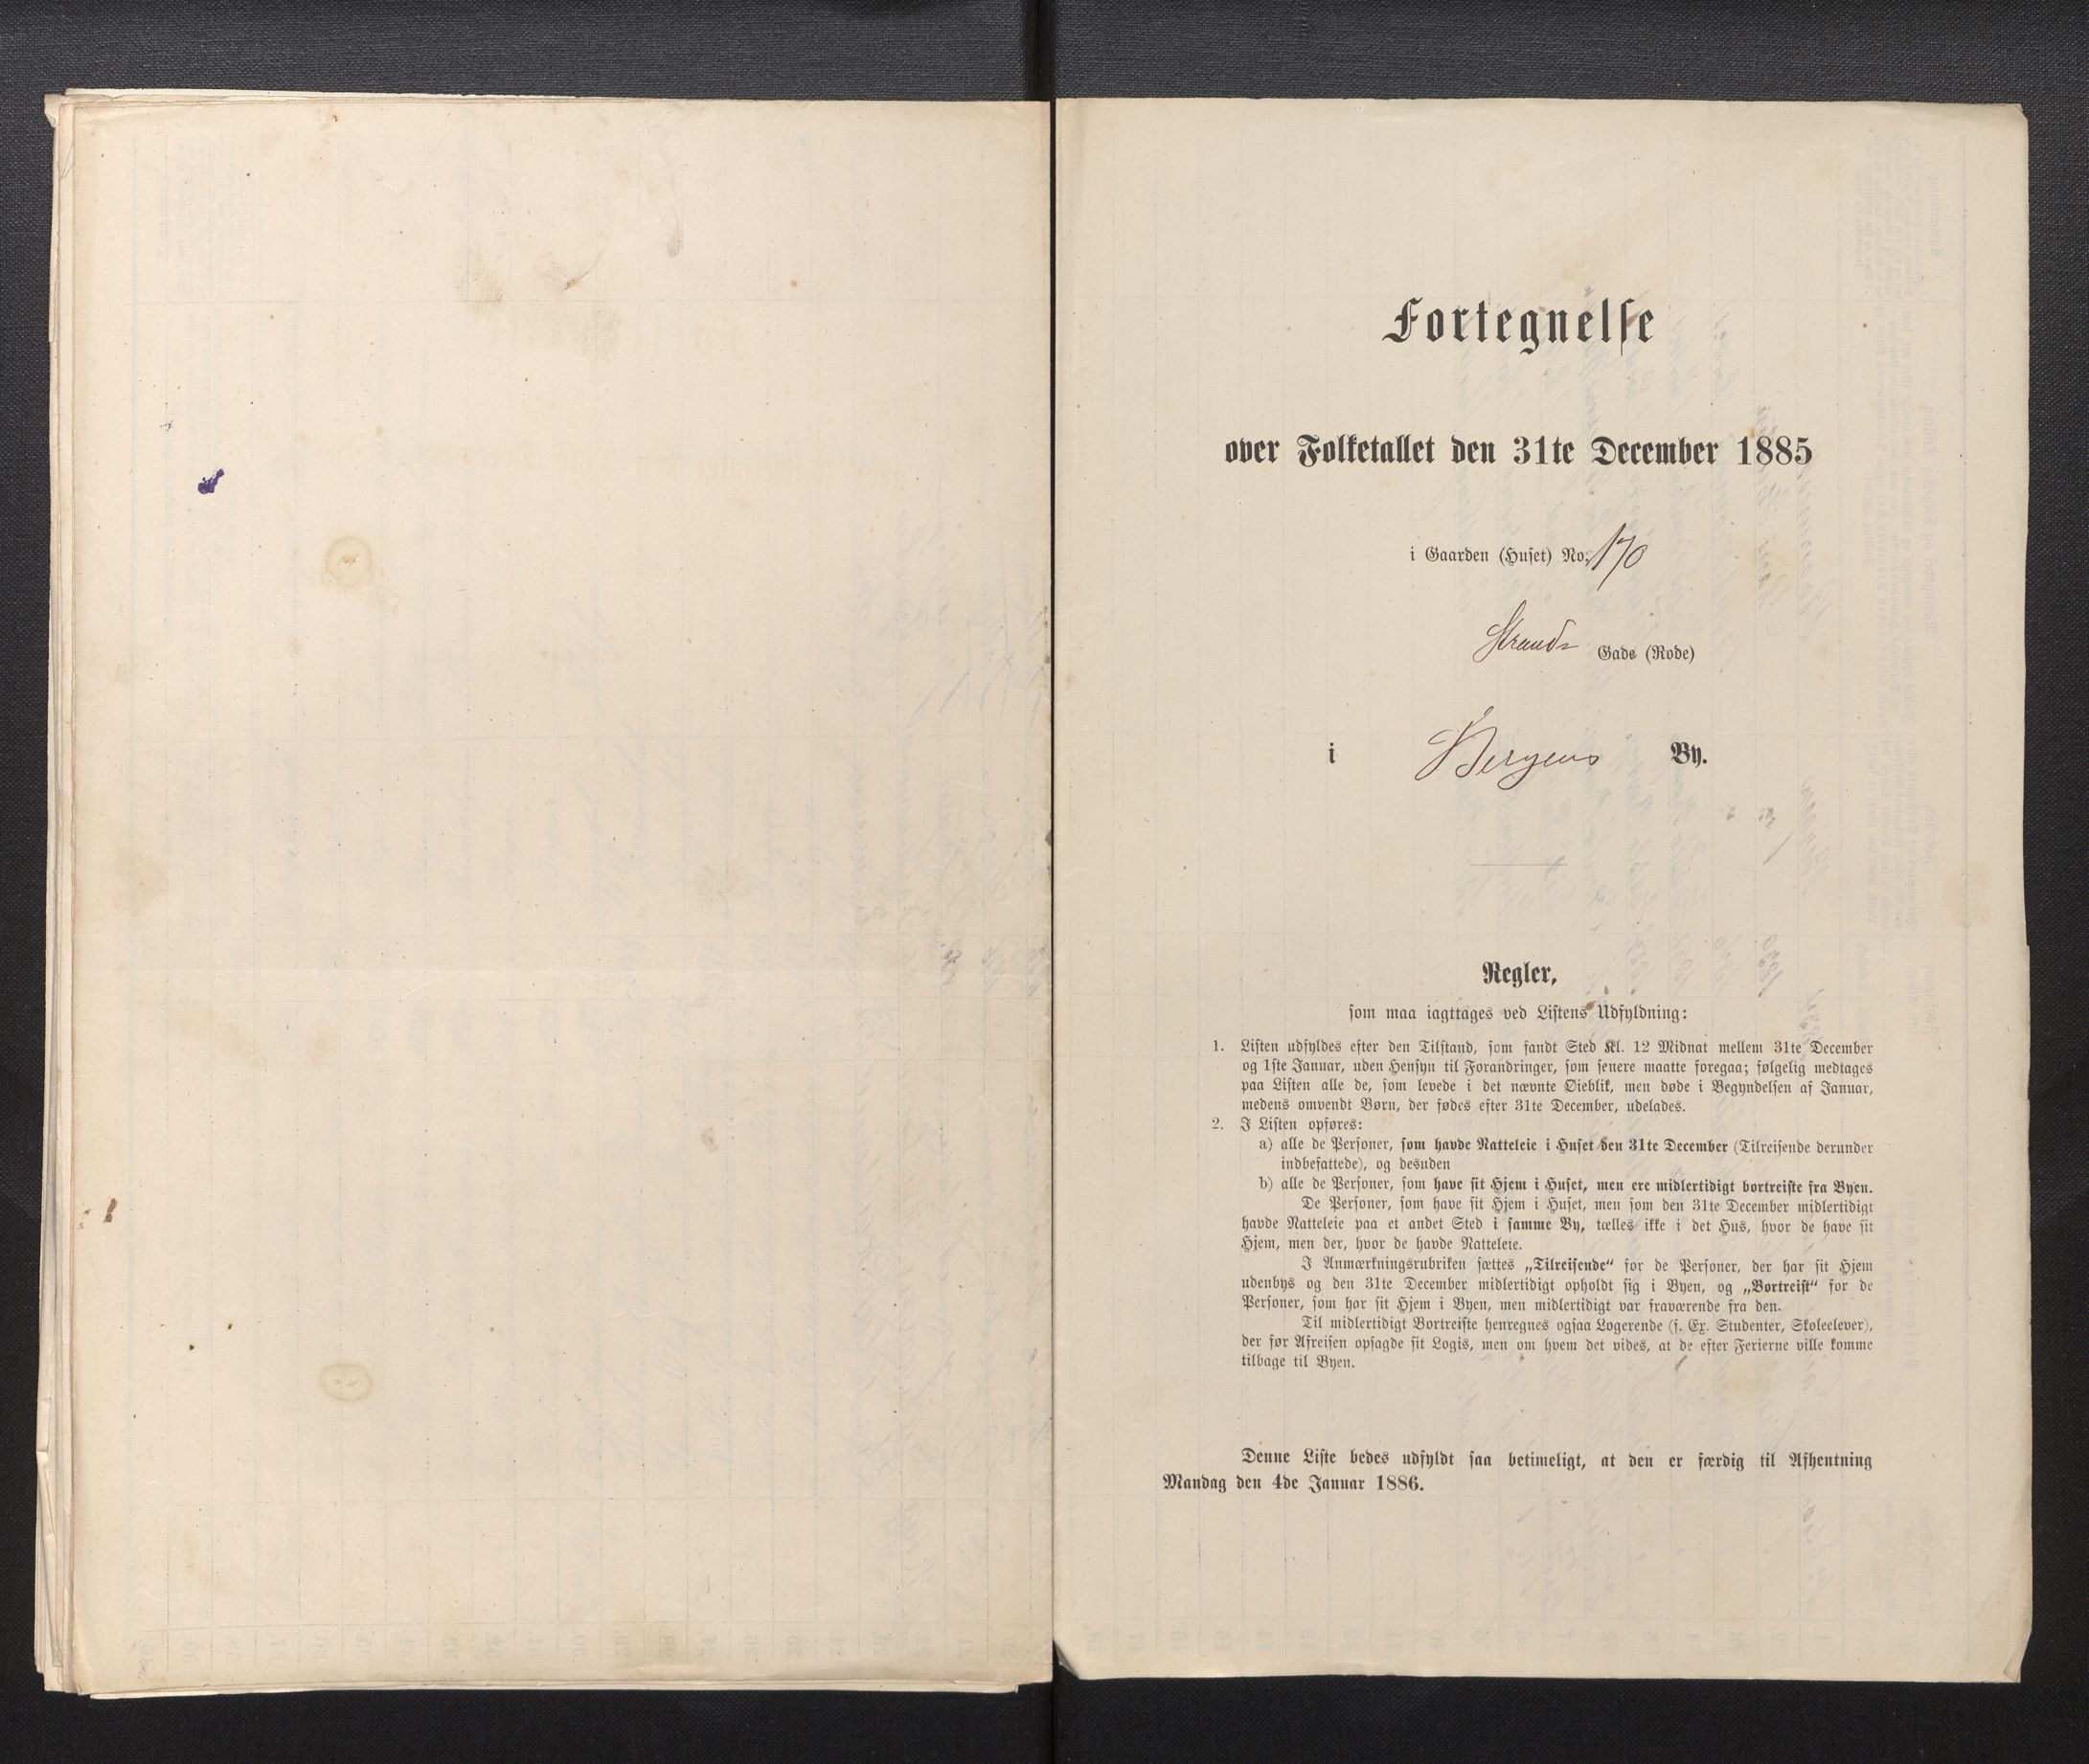 Fortegnelse
over Folketallet den 31te December 1885
i Gaarden (Huset) No. 170
Strand- Gade (Rode)
i Bergens By.
Regler,
som maa iagttages ved Listens Udfyldning:
1. Listen udfyldes efter den Tilstand, som fandt Sted Kl. 12 Midnat mellem 31te December
og 1ste Januar, uden Hensyn til Forandringer, som senere maatte foregaa; følgelig medtages
paa Listen alle de, som levede i det nævnte Øieblik, men døde i Begyndelsen af Januar,
medens omvendt Børn, der fødes efter 31te December, udelades.
2. I Listen opføres:
a) alle de Personer, som havde Natteleie i Huset den 31te December (Tilreisende derunder
indbefattede), og desuden
b) alle de Personer, som have sit Hjem i Huset, men ere midlertidigt bortreiste fra Byen.
De Personer, som have sit Hjem i Huset, men som den 31te December midlertidigt
havde Natteleie paa et andet Sted i samme By, tælles ikke i det Hus, hvor de have sit
Hjem, men der, hvor de havde Natteleie.
I Anmærkningsrubriken sættes „Tilreisende“ for de Personer, der har sit Hjem
udenbys og den 31te December midlertidigt opholdt sig i Byen, og „Bortreist“ for de
Personer, som har sit Hjem i Byen, men midlertidigt var fraværende fra den.
Til midlertidigt Bortreiste henregnes ogsaa Logerende (f. Ex. Studenter, Skoleelever),
der før Afreisen opsagde sit Logis, men om hvem det vides, at de efter Ferierne ville komme
tilbage til Byen.
Denne Liste bedes udfyldt saa betimeligt, at den er færdig til Afhentning
Mandag den 4de Januar 1886.